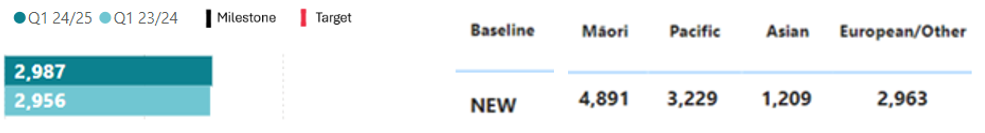 Q1 24/25 Q1 23/24 Milestone Target
Baseline Māori Pacific Asian European/Other
2,987
2,956
NEW 4,891 3,229 1,209 2,963